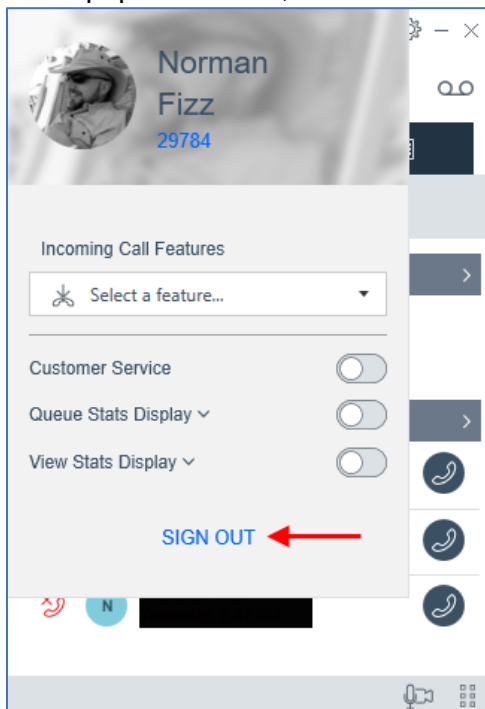 Norman
Fizz
29784
Incoming Call Features
Select a feature...
Customer Service
Queue Stats Display
View Stats Display
SIGN OUT
N